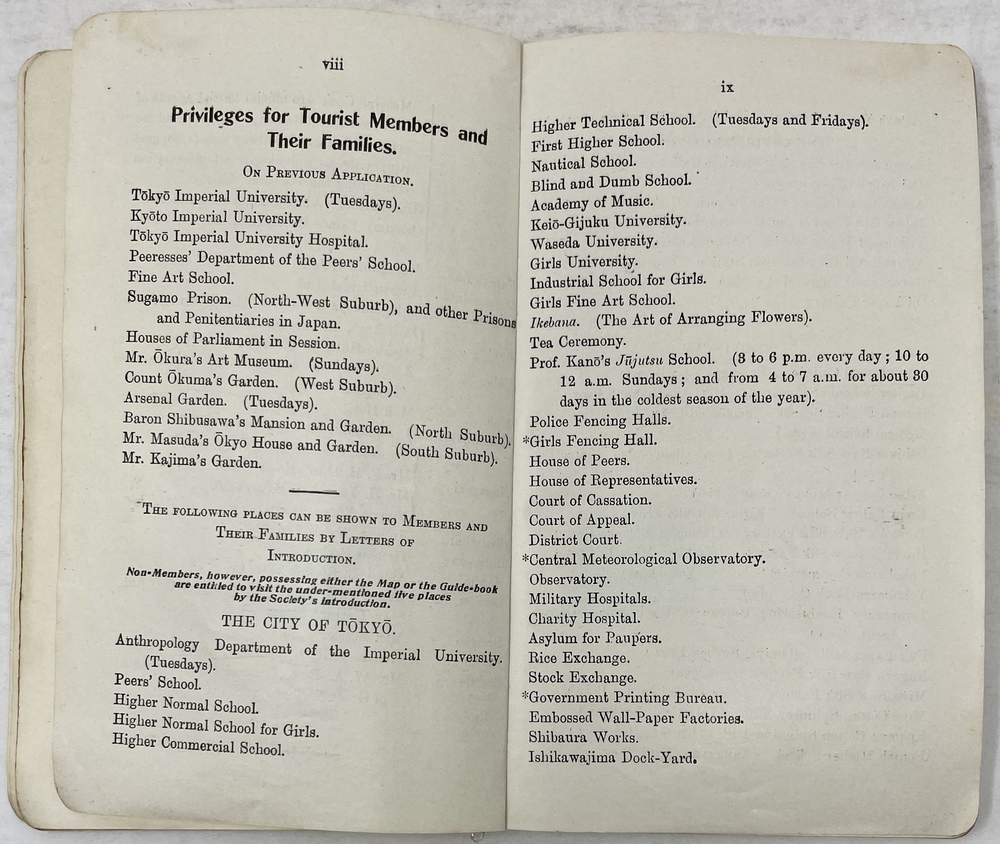 viii
Privileges for Tourist Members and
Their Families.
On Previous Application.
Tōkyō Imperial University. (Tuesdays).
Kyōto Imperial University.
Tōkyō Imperial University Hospital.
Peeresses' Department of the Peers' School.
Fine Art School.
Sugamo Prison. (North-West Suburb), and other Prisons
and Penitentiaries in Japan.
Houses of Parliament in Session.
Mr. Ōkura's Art Museum. (Sundays).
Count Ōkuma's Garden. (West Suburb).
Arsenal Garden. (Tuesdays).
Baron Shibusawa's Mansion and Garden. (North Suburb).
Mr. Masuda's Ōkyo House and Garden. (South Suburb).
Mr. Kajima's Garden.
The following places can be shown to Members and
Their Families by Letters of
Introduction.
Non-Members, however, possessing either the Map or the Guide-book
are entitled to visit the under-mentioned five places
by the Society's introduction.
THE CITY OF TŌKYŌ.
Anthropology Department of the Imperial University.
(Tuesdays).
Peers' School.
Higher Normal School.
Higher Normal School for Girls.
Higher Commercial School.
ix
Higher Technical School. (Tuesdays and Fridays).
First Higher School.
Nautical School.
Blind and Dumb School.
Academy of Music.
Keiō-Gijuku University.
Waseda University.
Girls University.
Industrial School for Girls.
Girls Fine Art School.
Ikebana. (The Art of Arranging Flowers).
Tea Ceremony.
Prof. Kanō's Jūjutsu School. (3 to 6 p.m. every day; 10 to
12 a.m. Sundays; and from 4 to 7 a.m. for about 30
days in the coldest season of the year).
Police Fencing Halls.
*Girls Fencing Hall.
House of Peers.
House of Representatives.
Court of Cassation.
Court of Appeal.
District Court.
*Central Meteorological Observatory.
Observatory.
Military Hospitals.
Charity Hospital.
Asylum for Paupers.
Rice Exchange.
Stock Exchange.
*Government Printing Bureau.
Embossed Wall-Paper Factories.
Shibaura Works.
Ishikawajima Dock-Yard.